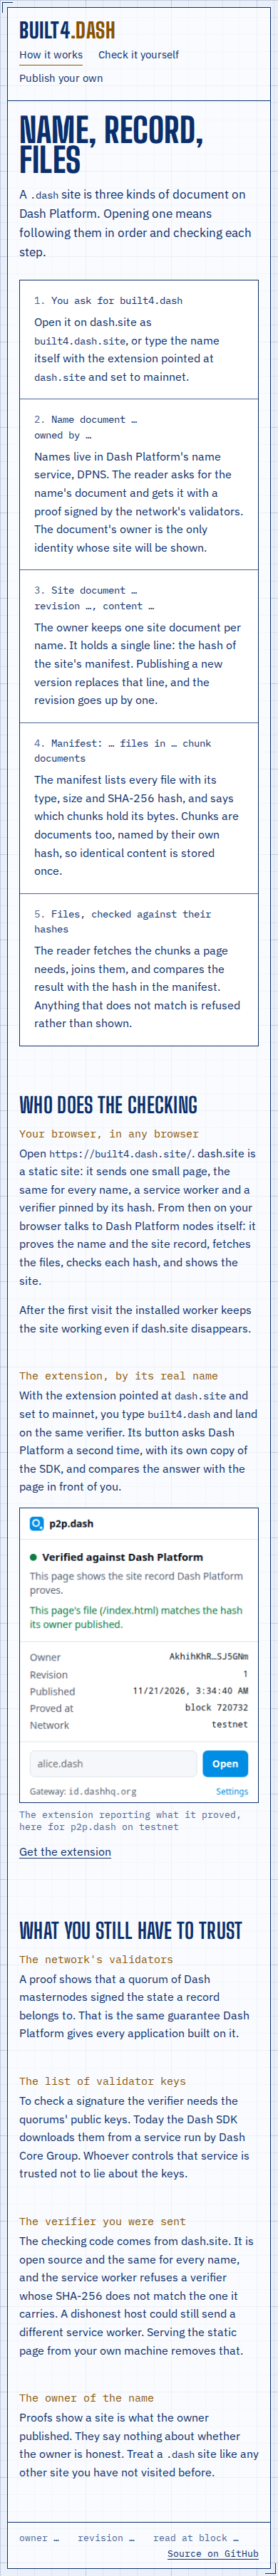 BUILT4.DASH
How it works Check it yourself
Publish your own
NAME, RECORD,
FILES
A .dash site is three kinds of document on
Dash Platform. Opening one means
following them in order and checking each
step.
1. You ask for built4.dash
Open it on dash.site as
built4.dash.site, or type the name
itself with the extension pointed at
dash.site and set to mainnet.
2. Name document …
owned by …
Names live in Dash Platform's name
service, DPNS. The reader asks for the
name's document and gets it with a
proof signed by the network's validators.
The document's owner is the only
identity whose site will be shown.
3. Site document …
revision …, content …
The owner keeps one site document per
name. It holds a single line: the hash of
the site's manifest. Publishing a new
version replaces that line, and the
revision goes up by one.
4. Manifest: … files in … chunk
documents
The manifest lists every file with its
type, size and SHA-256 hash, and says
which chunks hold its bytes. Chunks are
documents too, named by their own
hash, so identical content is stored
once.
5. Files, checked against their
hashes
The reader fetches the chunks a page
needs, joins them, and compares the
result with the hash in the manifest.
Anything that does not match is refused
rather than shown.
WHO DOES THE CHECKING
Your browser, in any browser
Open https://built4.dash.site/. dash.site is
a static site: it sends one small page, the
same for every name, a service worker and a
verifier pinned by its hash. From then on your
browser talks to Dash Platform nodes itself: it
proves the name and the site record, fetches
the files, checks each hash, and shows the
site.
After the first visit the installed worker keeps
the site working even if dash.site disappears.
The extension, by its real name
With the extension pointed at dash.site and
set to mainnet, you type built4.dash and land
on the same verifier. Its button asks Dash
Platform a second time, with its own copy of
the SDK, and compares the answer with the
page in front of you.
p2p.dash
Verified against Dash Platform
This page shows the site record Dash Platform
proves.
This page's file (/index.html) matches the hash
its owner published.
Owner AkhihKhR…SJ5GNm
Revision 1
Published 11/21/2026, 3:34:40 AM
Proved at block 720732
Network testnet
alice.dash Open
Gateway: id.dashhq.org Settings
The extension reporting what it proved,
here for p2p.dash on testnet
Get the extension
WHAT YOU STILL HAVE TO TRUST
The network's validators
A proof shows that a quorum of Dash
masternodes signed the state a record
belongs to. That is the same guarantee Dash
Platform gives every application built on it.
The list of validator keys
To check a signature the verifier needs the
quorums' public keys. Today the Dash SDK
downloads them from a service run by Dash
Core Group. Whoever controls that service is
trusted not to lie about the keys.
The verifier you were sent
The checking code comes from dash.site. It is
open source and the same for every name,
and the service worker refuses a verifier
whose SHA-256 does not match the one it
carries. A dishonest host could still send a
different service worker. Serving the static
page from your own machine removes that.
The owner of the name
Proofs show a site is what the owner
published. They say nothing about whether
the owner is honest. Treat a .dash site like any
other site you have not visited before.
owner … revision … read at block …
Source on GitHub